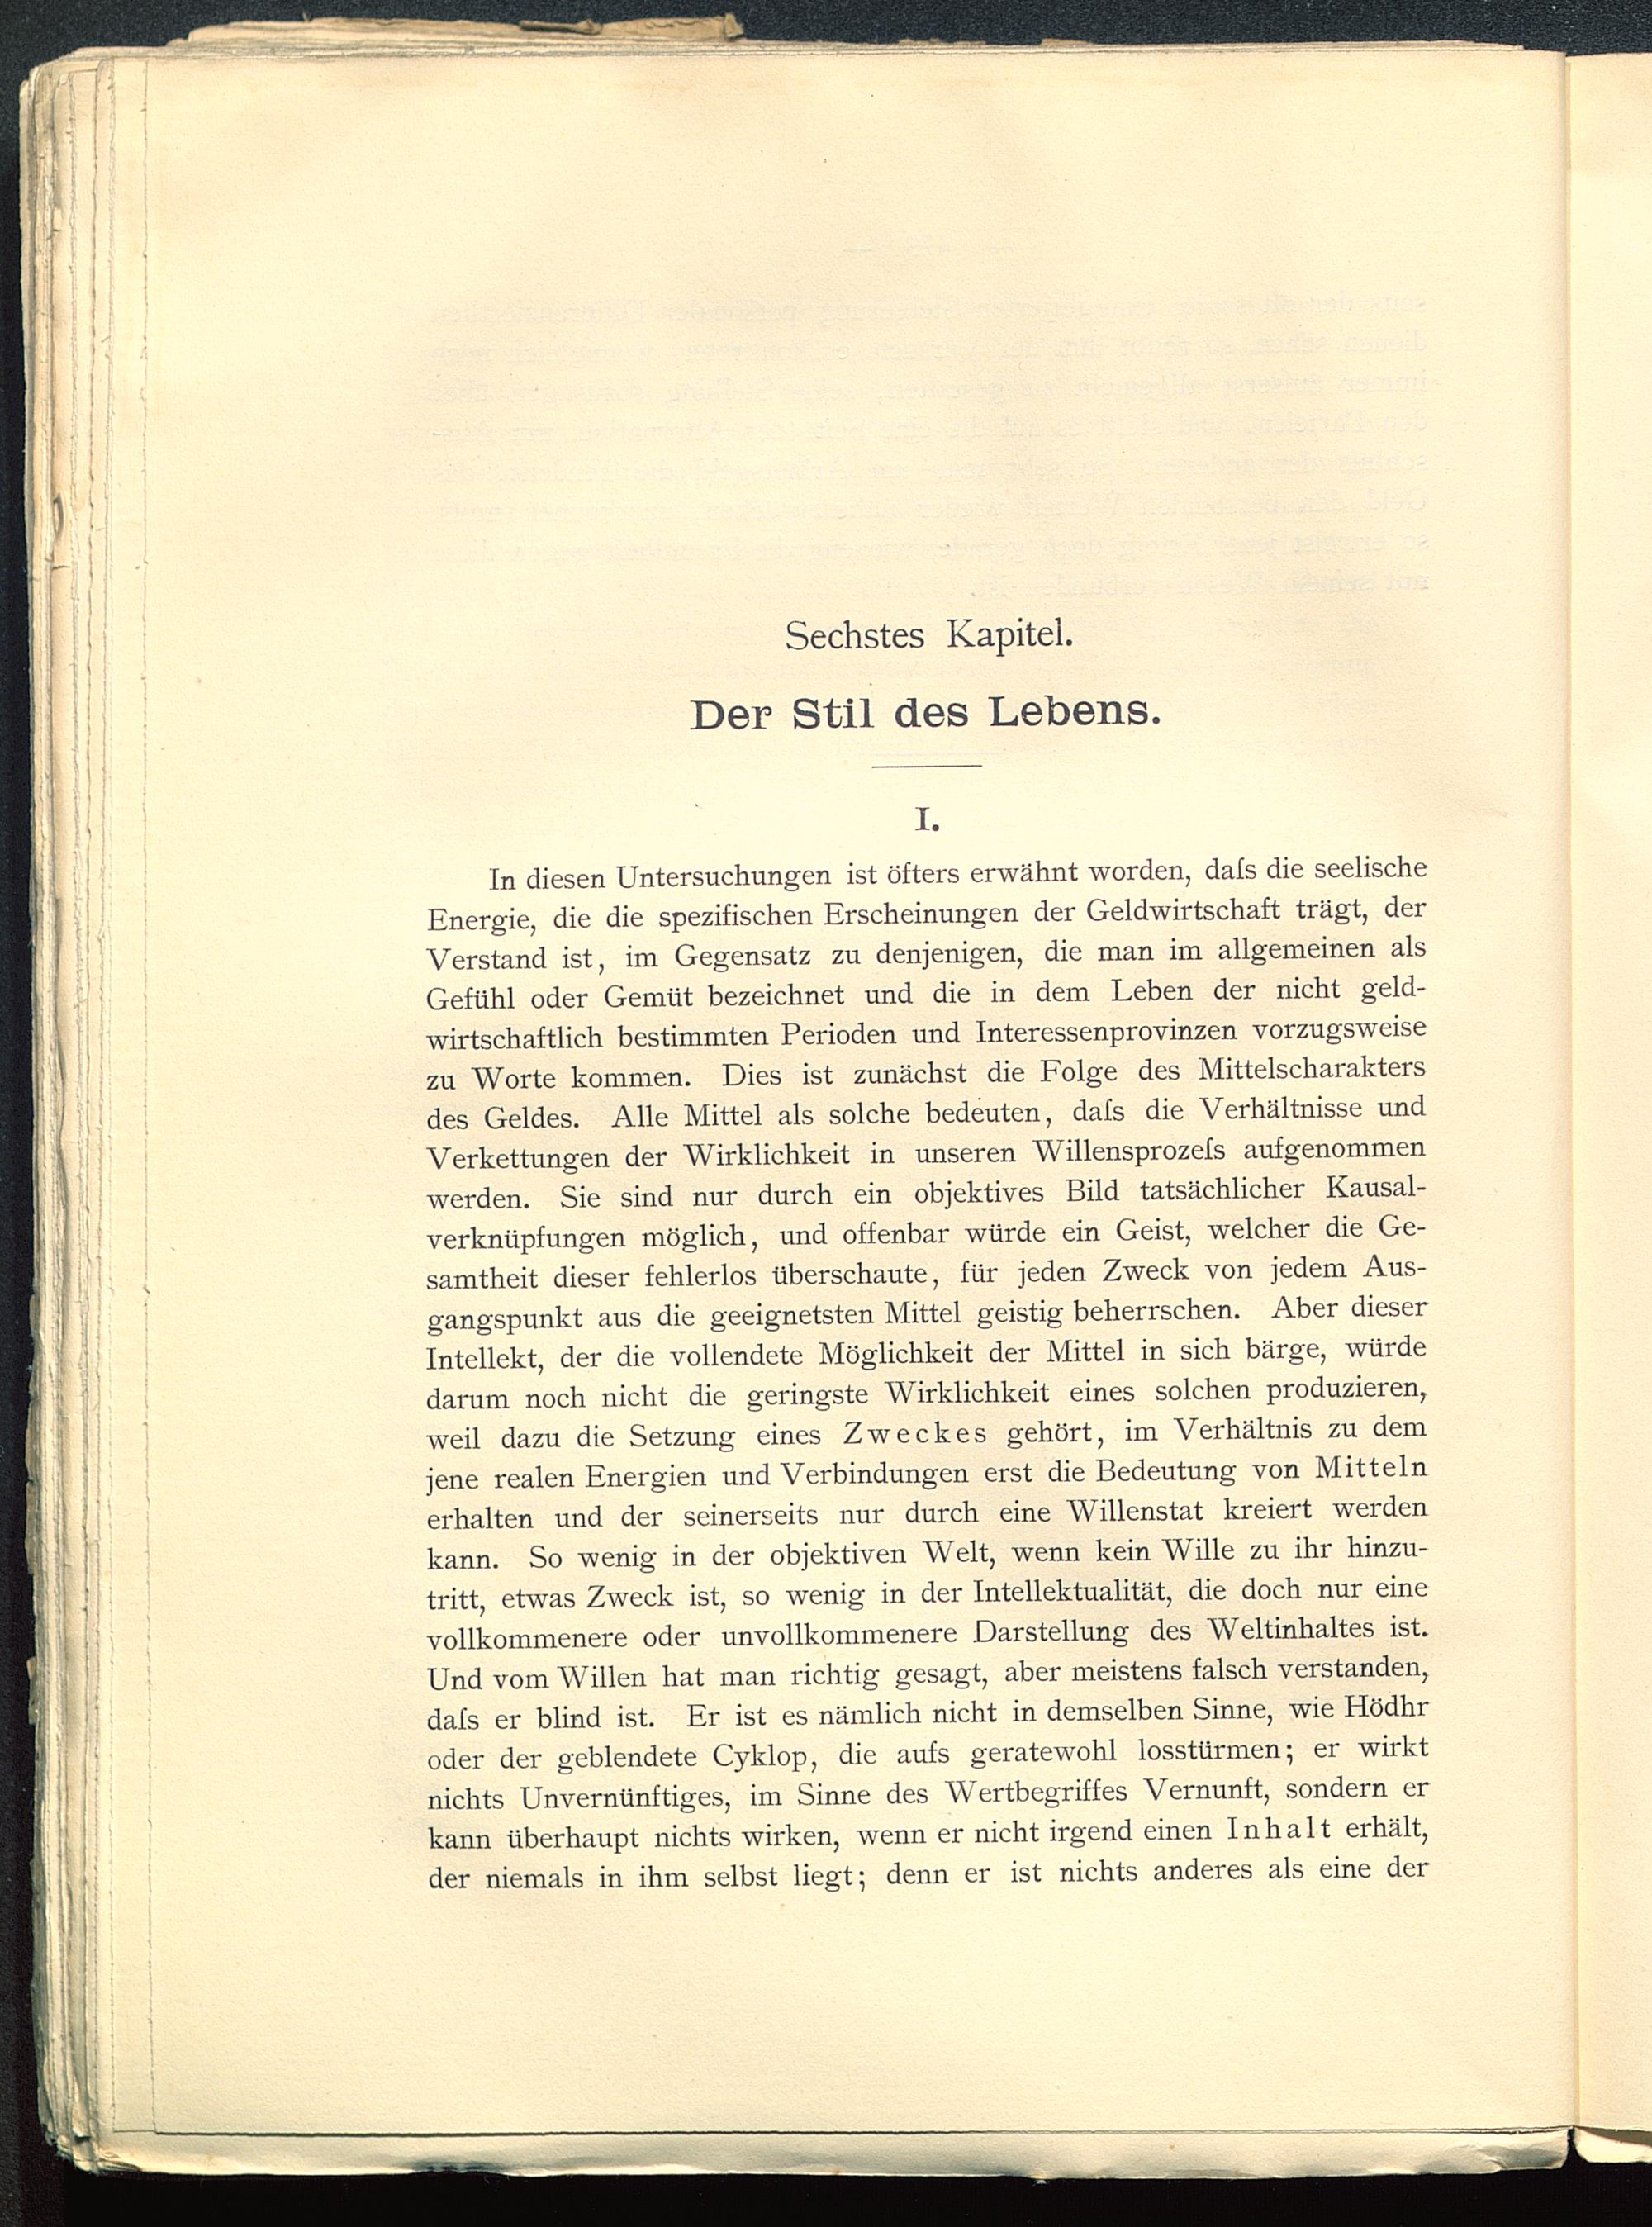 Sechstes Kapitel.
Der Stil des Lebens.
I.
In diesen Untersuchungen ist öfters erwähnt worden, daſs die seelische
Energie, die die spezifischen Erscheinungen der Geldwirtschaft trägt, der
Verstand ist, im Gegensatz zu denjenigen, die man im allgemeinen als
Gefühl oder Gemüt bezeichnet und die in dem Leben der nicht geld-
wirtschaftlich bestimmten Perioden und Interessenprovinzen vorzugsweise
zu Worte kommen. Dies ist zunächst die Folge des Mittelscharakters
des Geldes. Alle Mittel als solche bedeuten, daſs die Verhältnisse und
Verkettungen der Wirklichkeit in unseren Willensprozeſs aufgenommen
werden. Sie sind nur durch ein objektives Bild tatsächlicher Kausal-
verknüpfungen möglich, und offenbar würde ein Geist, welcher die Ge-
samtheit dieser fehlerlos überschaute, für jeden Zweck von jedem Aus-
gangspunkt aus die geeignetsten Mittel geistig beherrschen. Aber dieser
Intellekt, der die vollendete Möglichkeit der Mittel in sich bärge, würde
darum noch nicht die geringste Wirklichkeit eines solchen produzieren,
weil dazu die Setzung eines Zweckes gehört, im Verhältnis zu dem
jene realen Energien und Verbindungen erst die Bedeutung von Mitteln
erhalten und der seinerseits nur durch eine Willenstat kreiert werden
kann. So wenig in der objektiven Welt, wenn kein Wille zu ihr hinzu-
tritt, etwas Zweck ist, so wenig in der Intellektualität, die doch nur eine
vollkommenere oder unvollkommenere Darstellung des Weltinhaltes ist.
Und vom Willen hat man richtig gesagt, aber meistens falsch verstanden,
daſs er blind ist. Er ist es nämlich nicht in demselben Sinne, wie Hödhr
oder der geblendete Cyklop, die aufs geratewohl losstürmen; er wirkt
nichts Unvernünftiges, im Sinne des Wertbegriffes Vernunft, sondern er
kann überhaupt nichts wirken, wenn er nicht irgend einen Inhalt erhält,
der niemals in ihm selbst liegt; denn er ist nichts anderes als eine der